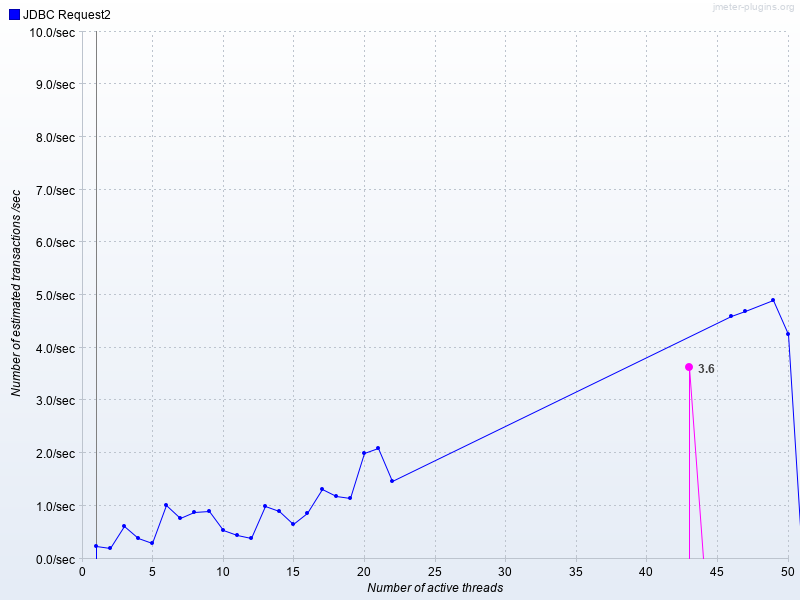 jmeter-plugins.org
JDBC Request2
10.0/sec
9.0/sec
8.0/sec
7.0/sec
6.0/sec
5.0/sec
4.0/sec
3.0/sec
2.0/sec
1.0/sec
0.0/sec
Number of estimated transactions /sec
3.6
0 5 10 15 20 25 30 35 40 45 50
Number of active threads